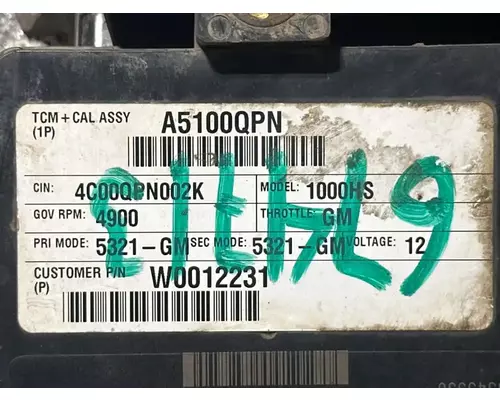 TCM + CAL ASSY A5100QPN
(1P)
CIN: 4C00QPN002K MODEL: 1000HS
GOV RPM: 4900 THROTTLE: GM
PRI MODE: 5321-GM SEC MODE: 5321-GM VOLTAGE: 12
CUSTOMER P/N W0012231
(P)